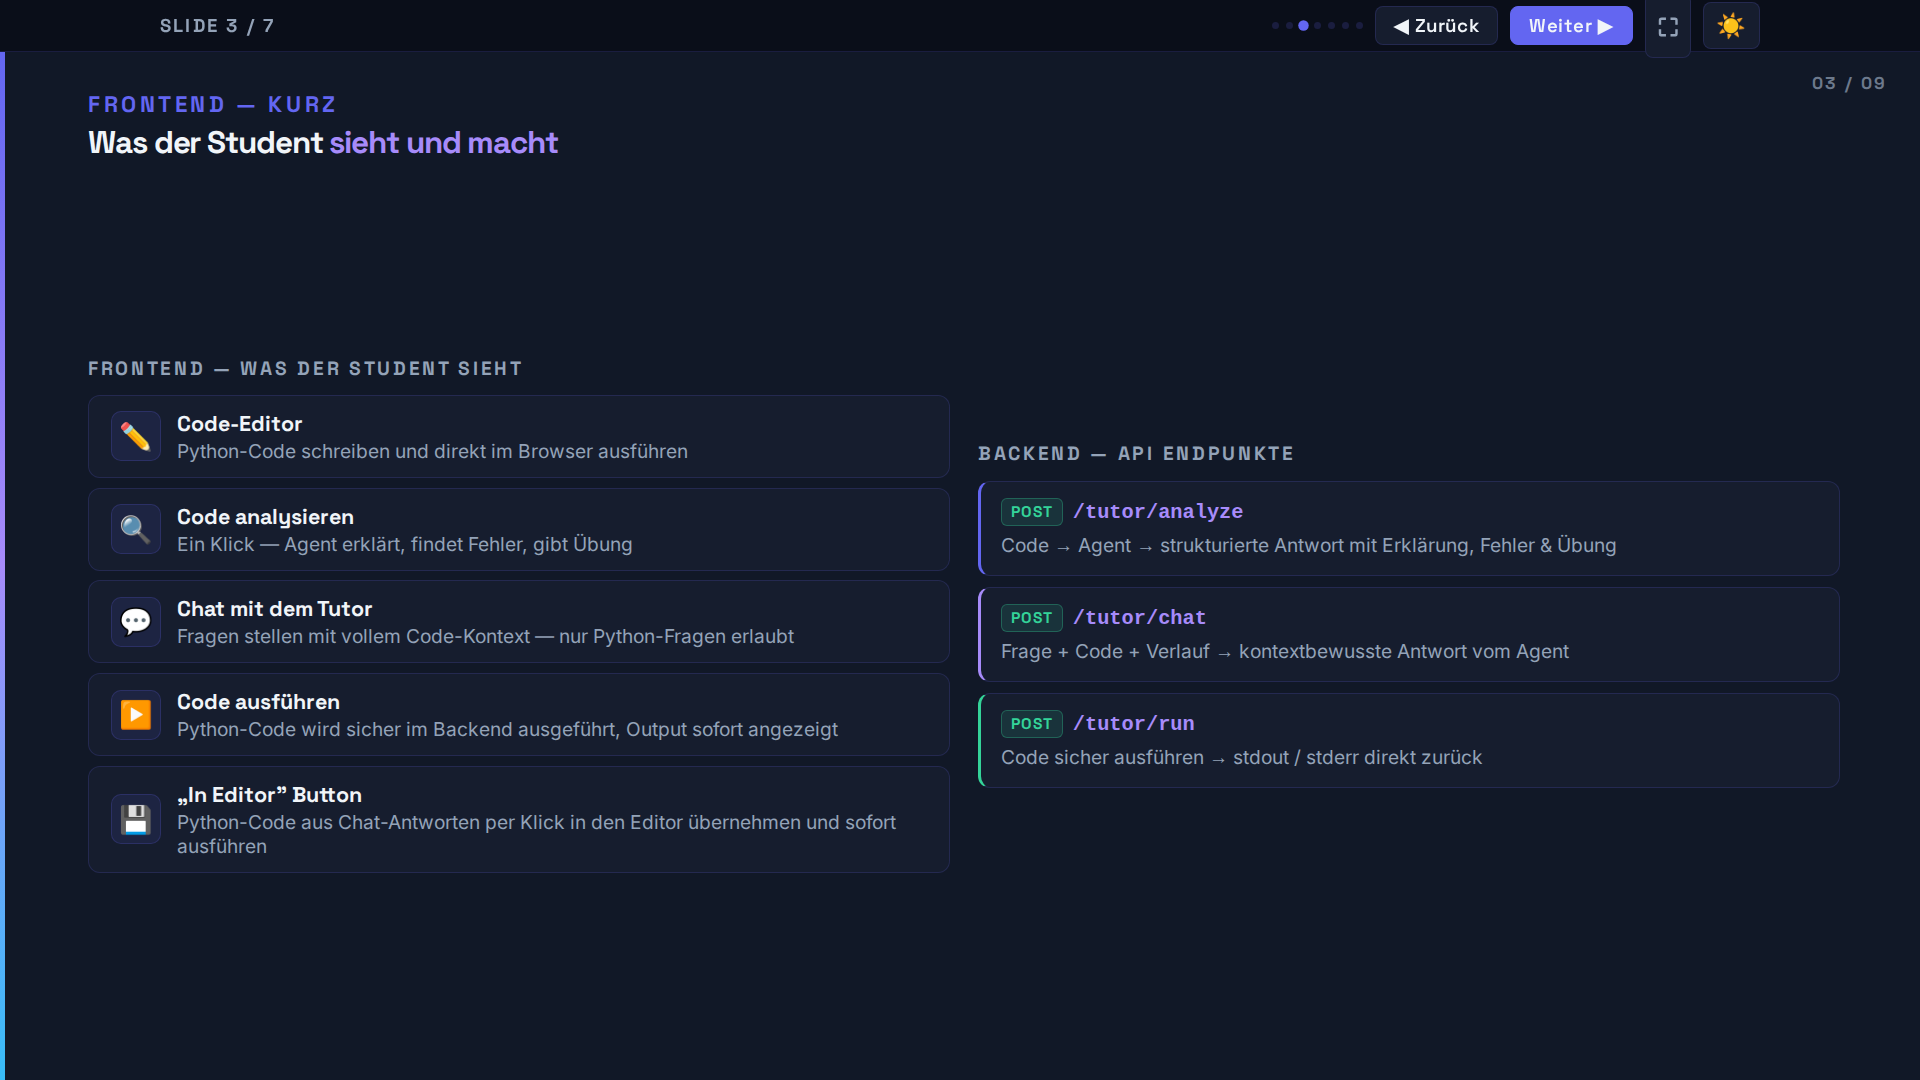 SLIDE 3 / 7
◀ Zurück
Weiter ▶
03 / 09
FRONTEND — KURZ
Was der Student sieht und macht
FRONTEND — WAS DER STUDENT SIEHT
Code-Editor
Python-Code schreiben und direkt im Browser ausführen
Code analysieren
Ein Klick — Agent erklärt, findet Fehler, gibt Übung
Chat mit dem Tutor
Fragen stellen mit vollem Code-Kontext — nur Python-Fragen erlaubt
Code ausführen
Python-Code wird sicher im Backend ausgeführt, Output sofort angezeigt
„In Editor” Button
Python-Code aus Chat-Antworten per Klick in den Editor übernehmen und sofort
ausführen
BACKEND — API ENDPUNKTE
POST /tutor/analyze
Code → Agent → strukturierte Antwort mit Erklärung, Fehler & Übung
POST /tutor/chat
Frage + Code + Verlauf → kontextbewusste Antwort vom Agent
POST /tutor/run
Code sicher ausführen → stdout / stderr direkt zurück